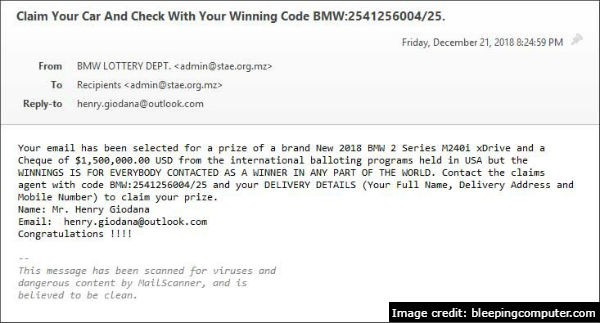 Claim Your Car And Check With Your Winning Code BMW:2541256004/25.
Friday, December 21, 2018 8:24:59 PM
From BMW LOTTERY DEPT. <admin@stae.org.mz>
To Recipients <admin@stae.org.mz>
Reply-to henry.giodana@outlook.com
Your email has been selected for a prize of a brand New 2018 BMW 2 Series M240i xDrive and a
Cheque of $1,500,000.00 USD from the international balloting programs held in USA but the
WINNINGS IS FOR EVERYBODY CONTACTED AS A WINNER IN ANY PART OF THE WORLD. Contact the claims
agent with code BMW:2541256004/25 and your DELIVERY DETAILS (Your Full Name, Delivery Address and
Mobile Number) to claim your prize.
Name: Mr. Henry Giodana
Email:  henry.giodana@outlook.com
Congratulations !!!!
--
This message has been scanned for viruses and
dangerous content by MailScanner, and is
believed to be clean.
Image credit: bleepingcomputer.com